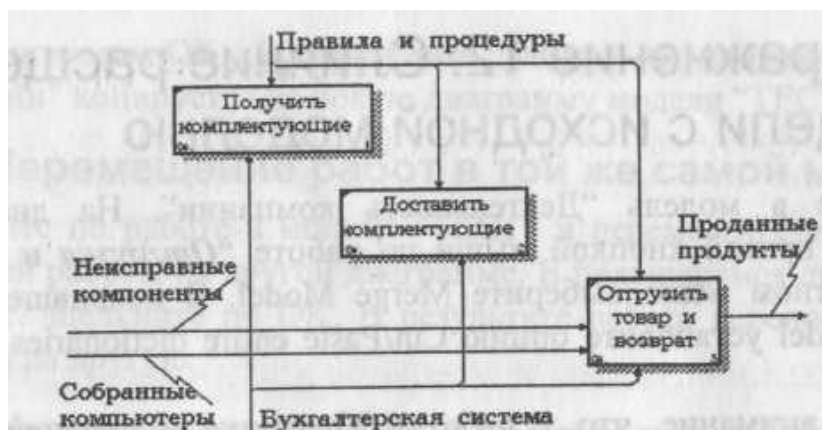 Правила и процедуры
Получить
комплектующие
Доставить
комплектующие
Проданные
продукты
Неисправные
компоненты
Отгрузить
товар и
возврат
Собранные
компьютеры
Бухгалтерская система